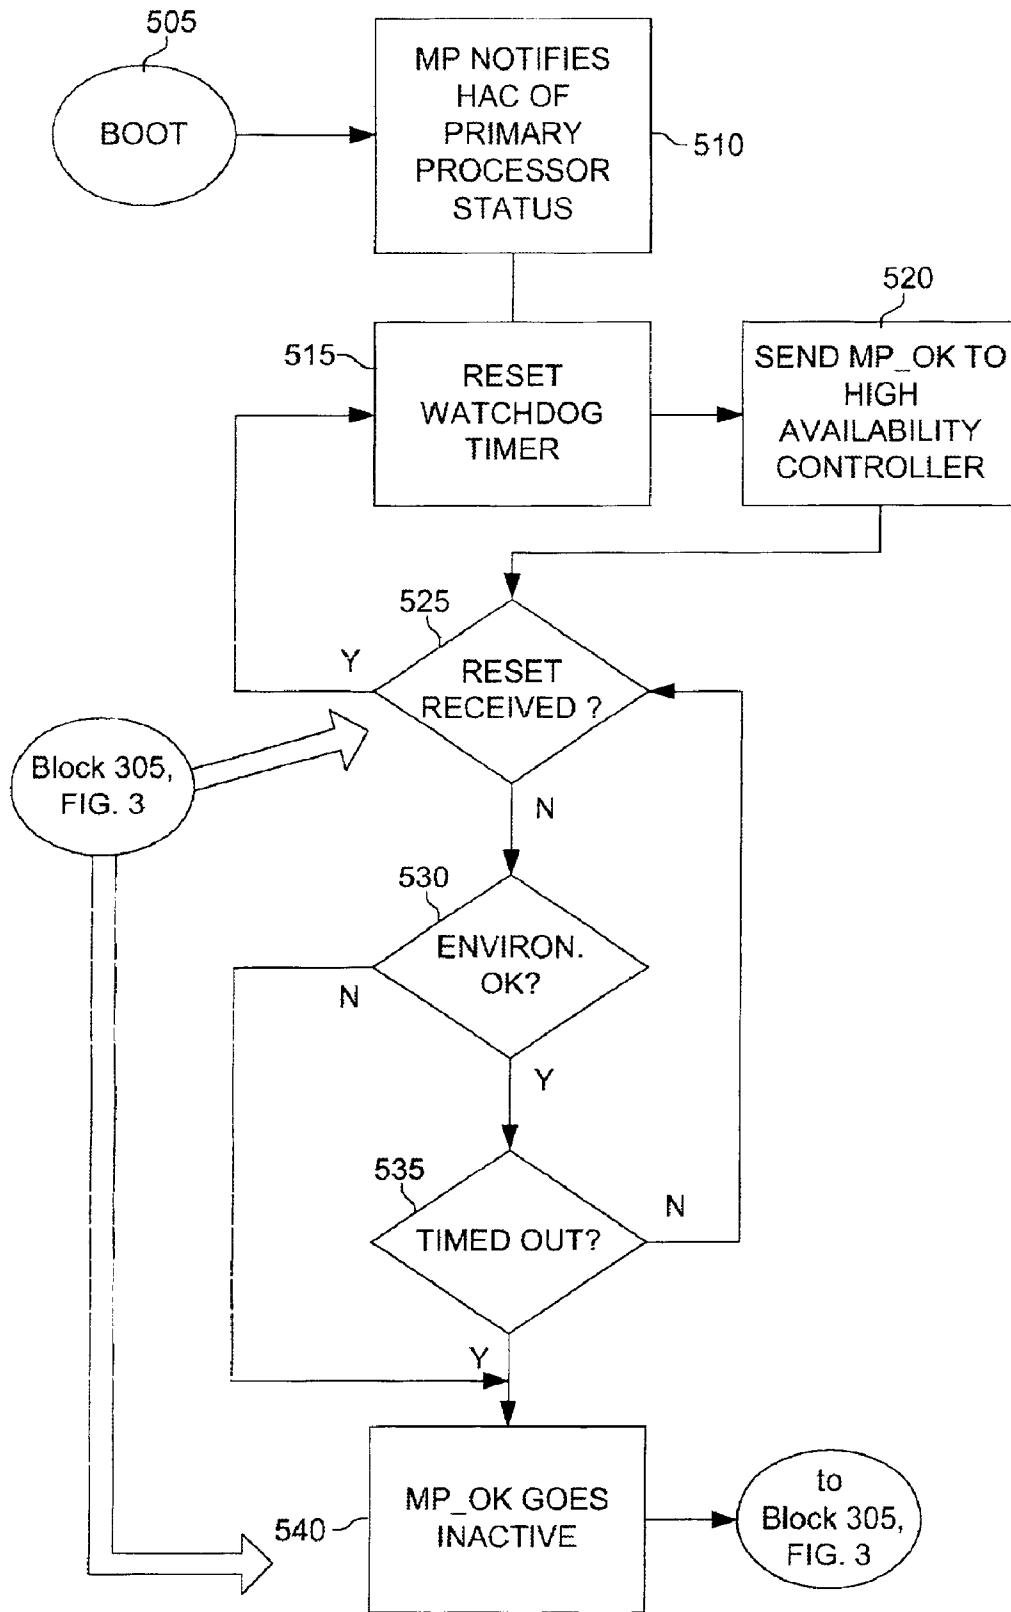 505
BOOT
MP NOTIFIES
HAC OF
PRIMARY
PROCESSOR
STATUS
510
515
RESET
WATCHDOG
TIMER
520
SEND MP_OK TO
HIGH
AVAILABILITY
CONTROLLER
525
Y
RESET
RECEIVED ?
N
Block 305,
FIG. 3
530
ENVIRON.
OK?
N
Y
535
TIMED OUT?
N
Y
540
MP_OK GOES
INACTIVE
to
Block 305,
FIG. 3